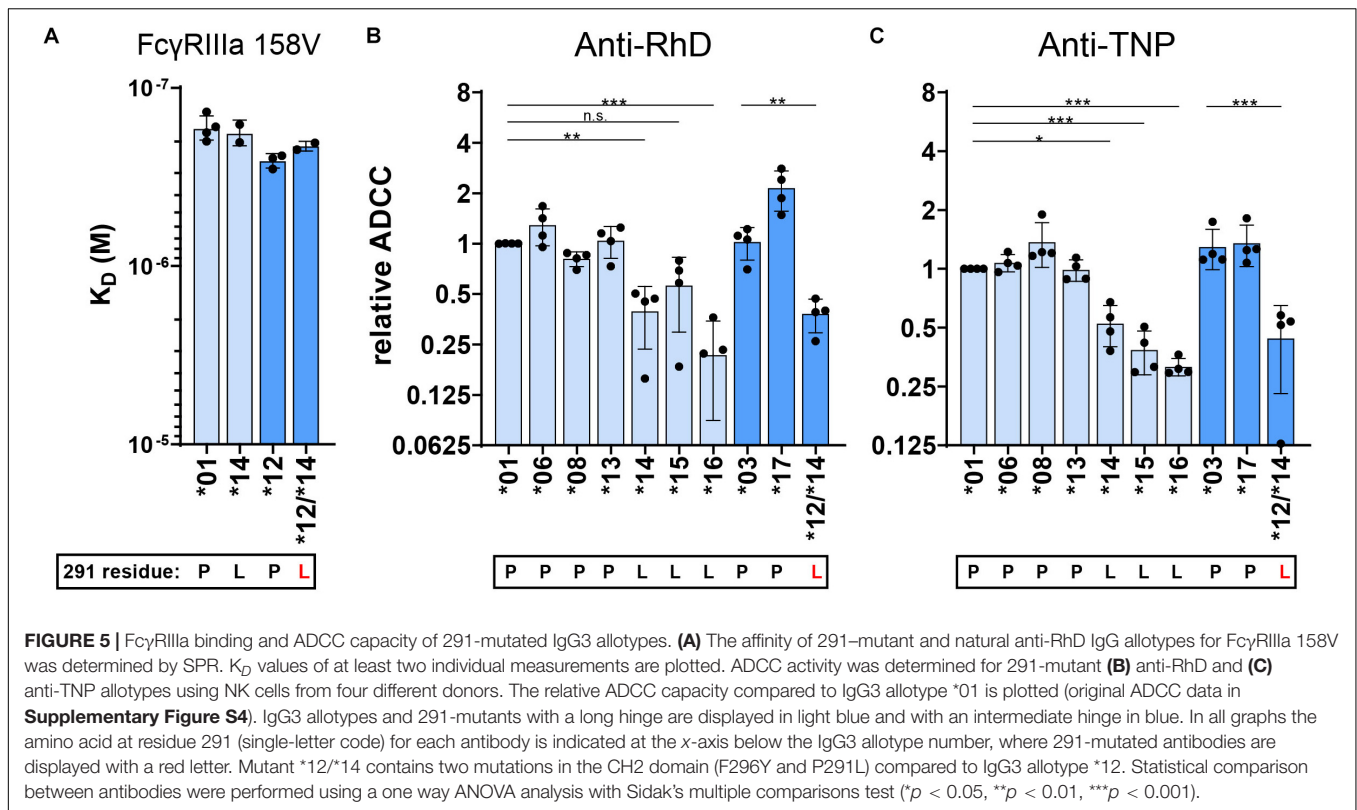 A FcγRIIIa 158V
B Anti-RhD
C Anti-TNP
K_D (M)
10^-7
10^-6
10^-5
*01 *14 *12 *12/*14
291 residue: P L P L
relative ADCC
8
4
2
1
0.5
0.25
0.125
0.0625
***
n.s.
**
**
*01 *06 *08 *13 *14 *15 *16 *03 *17 *12/*14
P P P P L L L P P L
8
4
2
1
0.5
0.25
0.125
***
***
*
***
*01 *06 *08 *13 *14 *15 *16 *03 *17 *12/*14
P P P P L L L P P L
FIGURE 5 | FcγRIIIa binding and ADCC capacity of 291-mutated IgG3 allotypes. (A) The affinity of 291–mutant and natural anti-RhD IgG allotypes for FcγRIIIa 158V
was determined by SPR. K_D values of at least two individual measurements are plotted. ADCC activity was determined for 291-mutant (B) anti-RhD and (C)
anti-TNP allotypes using NK cells from four different donors. The relative ADCC capacity compared to IgG3 allotype *01 is plotted (original ADCC data in
Supplementary Figure S4). IgG3 allotypes and 291-mutants with a long hinge are displayed in light blue and with an intermediate hinge in blue. In all graphs the
amino acid at residue 291 (single-letter code) for each antibody is indicated at the x-axis below the IgG3 allotype number, where 291-mutated antibodies are
displayed with a red letter. Mutant *12/*14 contains two mutations in the CH2 domain (F296Y and P291L) compared to IgG3 allotype *12. Statistical comparison
between antibodies were performed using a one way ANOVA analysis with Sidak's multiple comparisons test (*p < 0.05, **p < 0.01, ***p < 0.001).